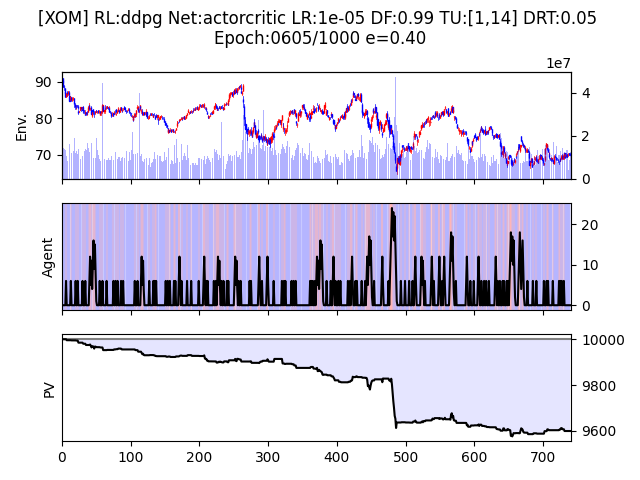 [XOM] RL:ddpg Net:actorcritic LR:1e-05 DF:0.99 TU:[1,14] DRT:0.05
Epoch:0605/1000 e=0.40
1e7
90
80
70
Env.
4
2
0
Agent
20
10
0
PV
10000
9800
9600
0 100 200 300 400 500 600 700